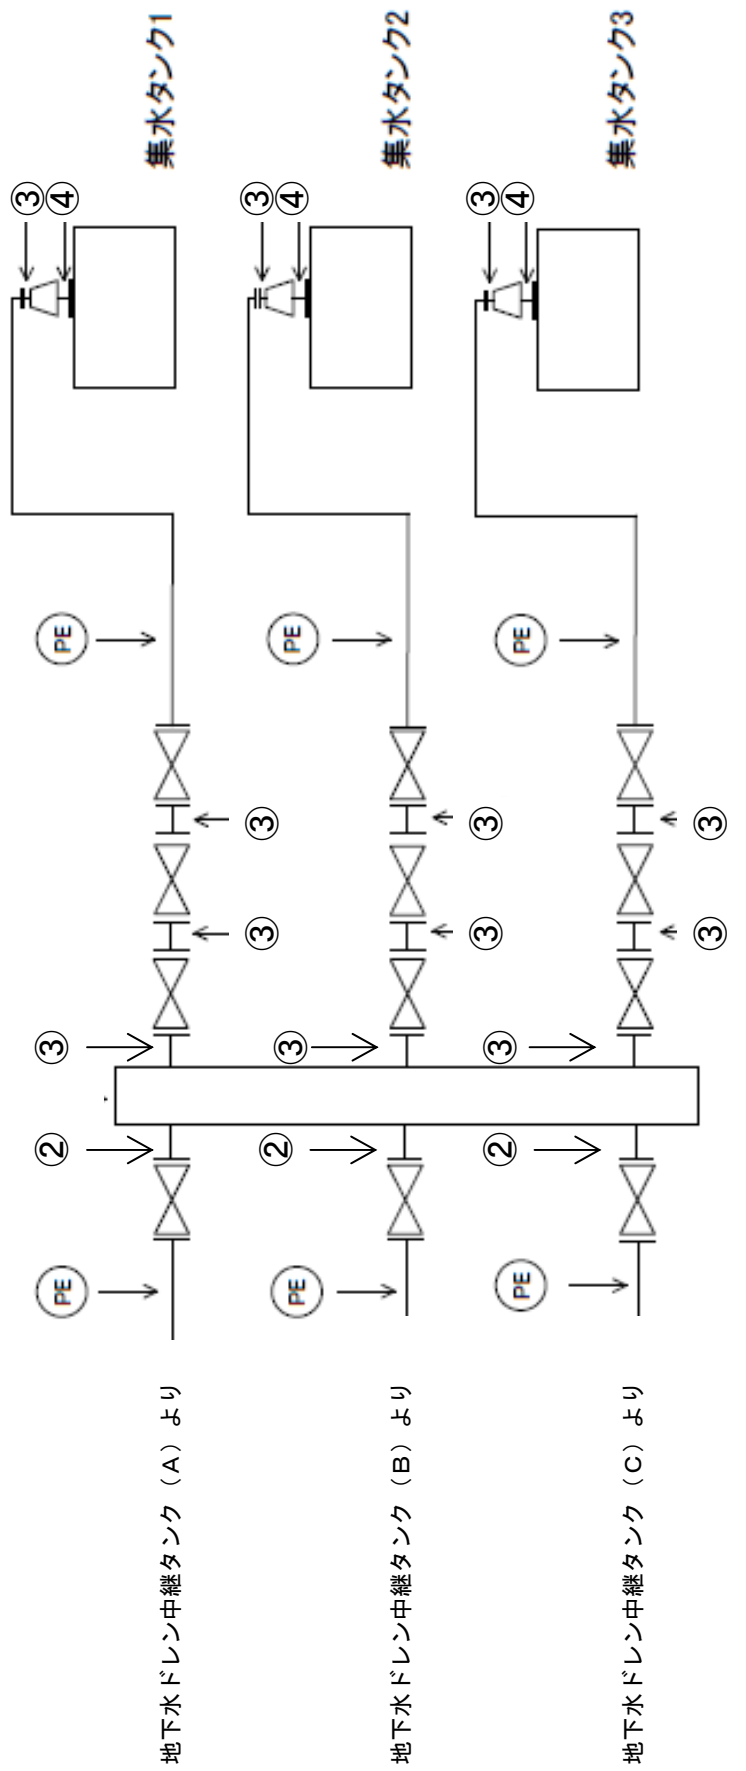 ③
PE ② ③ PE ④
地下水ドレン中継タンク（A）より 集水タンク1
③ ③
③
PE ② ③ PE ④
地下水ドレン中継タンク（B）より 集水タンク2
③ ③
③
PE ② ③ PE ④
地下水ドレン中継タンク（C）より 集水タンク3
③ ③